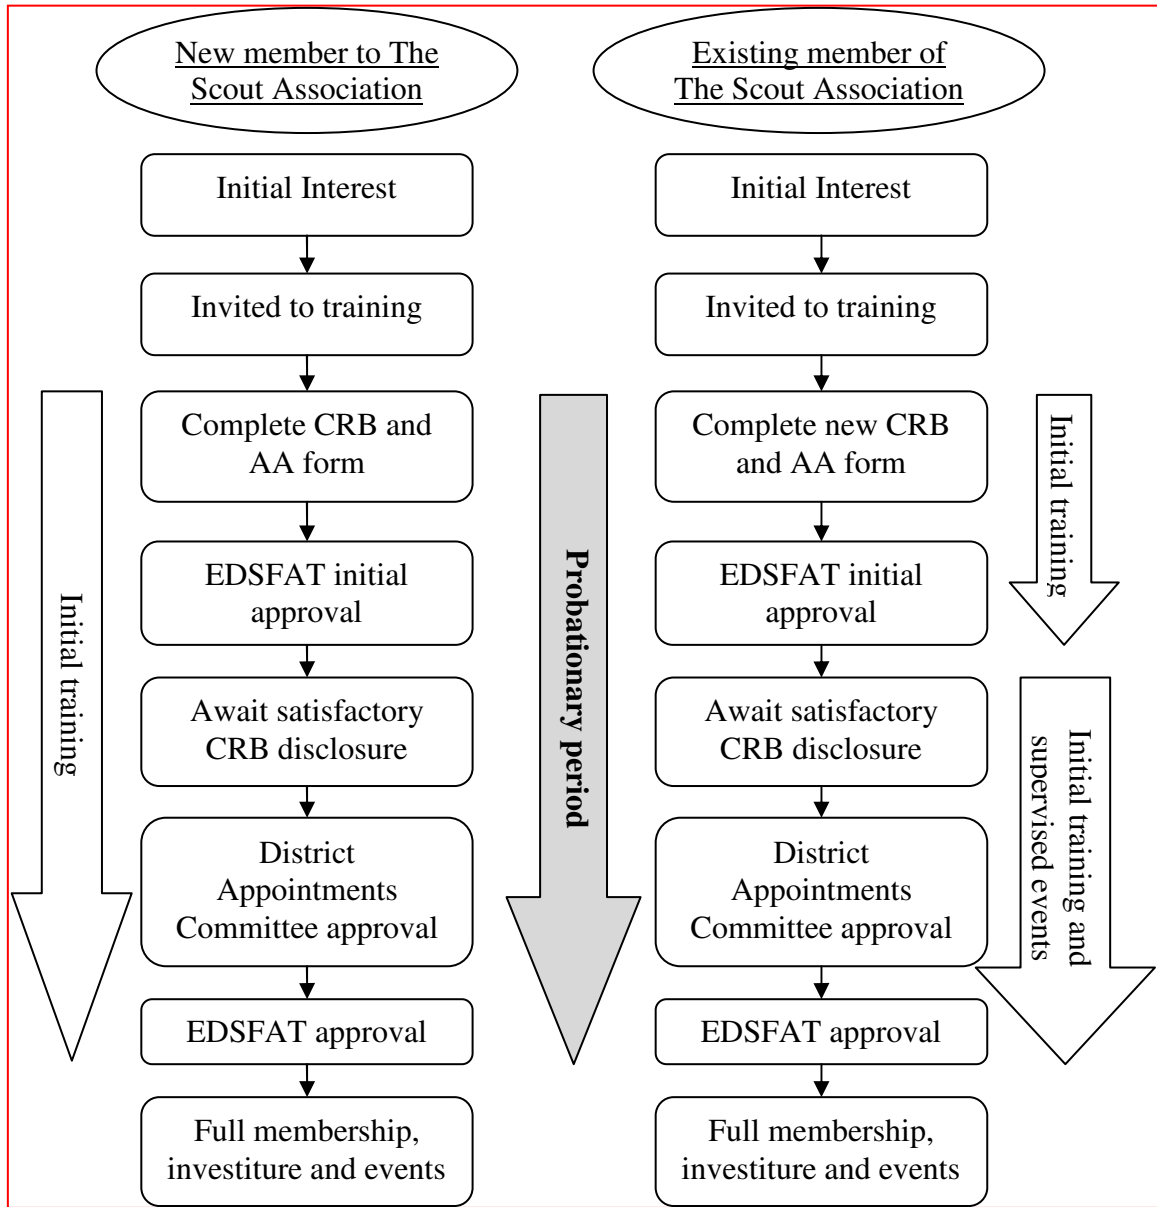 New member to The
Scout Association
Initial Interest
Invited to training
Complete CRB and
AA form
EDSFAT initial
approval
Await satisfactory
CRB disclosure
District
Appointments
Committee approval
EDSFAT approval
Full membership,
investiture and events
Initial training
Probationary period
Existing member of
The Scout Association
Initial Interest
Invited to training
Complete new CRB
and AA form
EDSFAT initial
approval
Await satisfactory
CRB disclosure
District
Appointments
Committee approval
EDSFAT approval
Full membership,
investiture and events
Initial training
Initial training and
supervised events